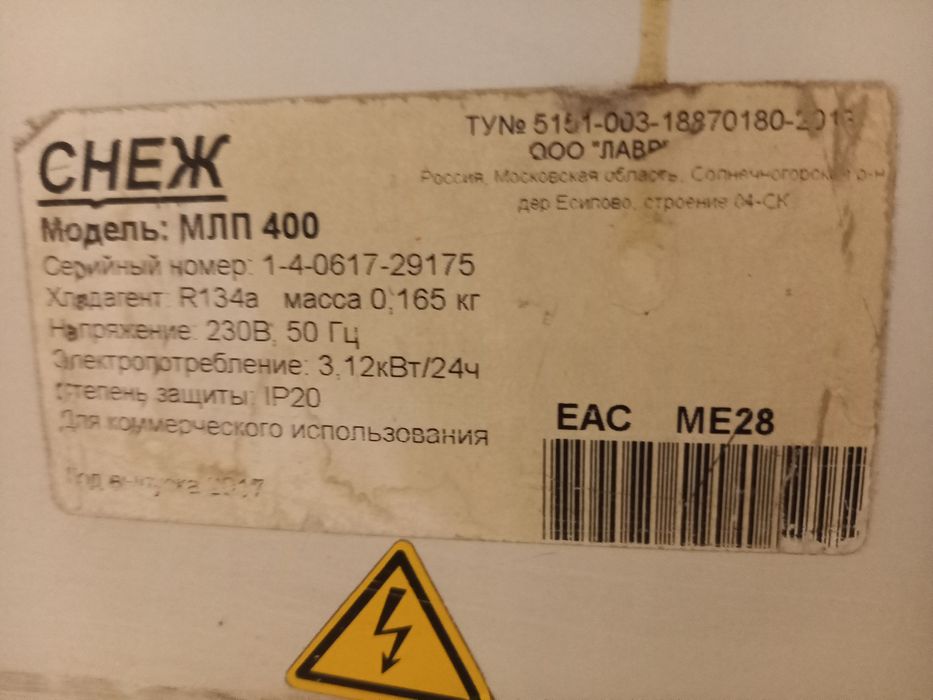 СНЕЖ
ТУ№ 5151-003-18870180-2013
ООО "ЛАВР"
Россия, Московская область, Солнечногорский р-н
дер Есипово, строение 04-СК
Модель: МЛП 400
Серийный номер: 1-4-0617-29175
Хладагент: R134a масса 0,165 кг
Напряжение: 230В, 50 Гц
Электропотребление: 3,12кВт/24ч
Степень защиты: IP20
Для коммерческого использования
Год выпуска 2017
EAC ME28